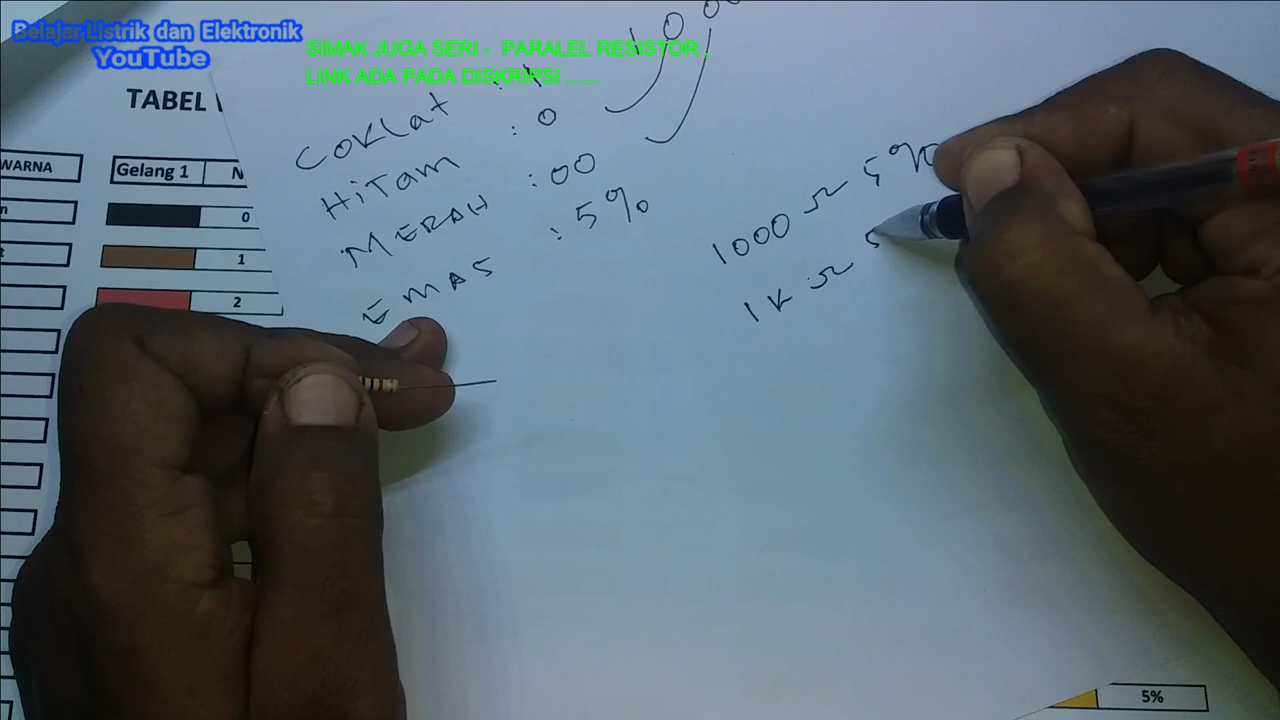 Belajar Listrik dan Elektronik
YouTube
SIMAK JUGA SERI - PARALEL RESISTOR ,
LINK ADA PADA DISKRIPSI ......
TABEL
WARNA
Gelang 1
N
0
1
2
COKLAT : 1
HiTam : 0
MERAH : 00
EMAS : 5%
1000 Ω 5%
1K Ω
5%